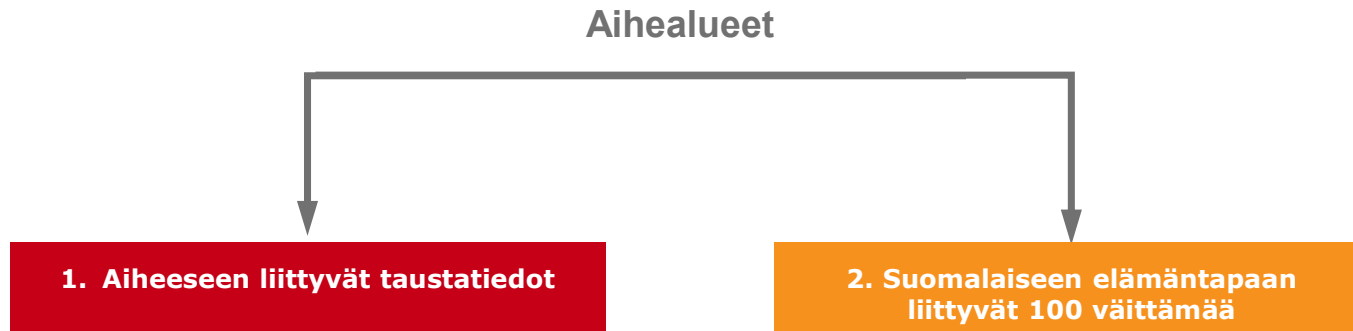 Aihealueet
1. Aiheeseen liittyvät taustatiedot
2. Suomalaiseen elämäntapaan
liittyvät 100 väittämää